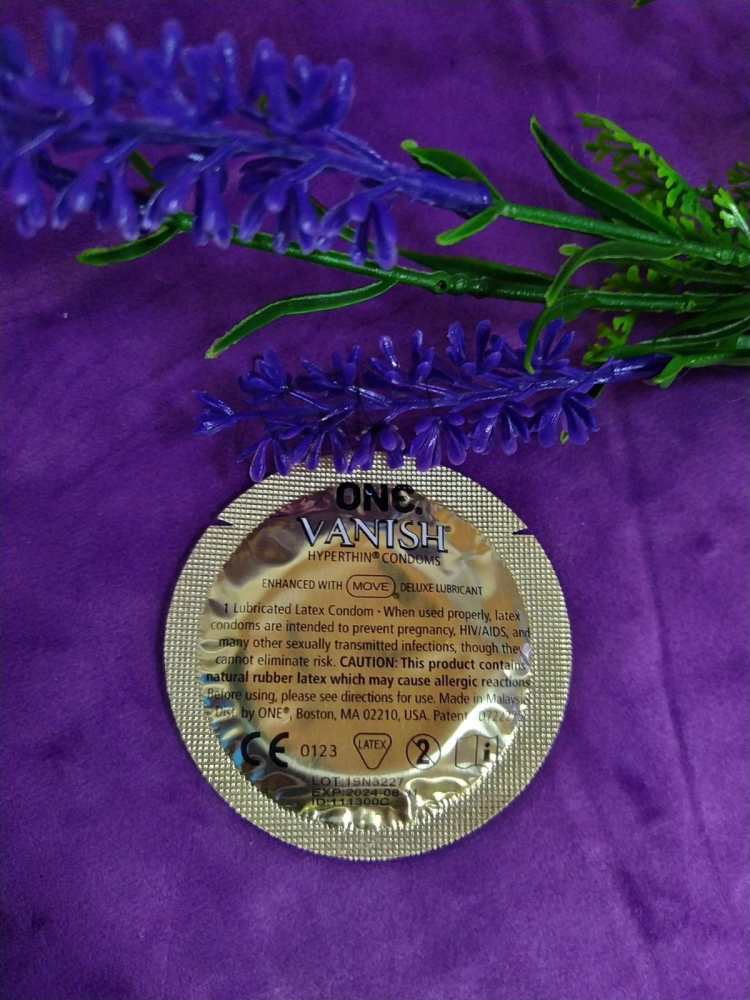 ONE.
VANISH®
HYPERTHIN® CONDOMS
ENHANCED WITH MOVE® DELUXE LUBRICANT
1 Lubricated Latex Condom · When used properly, latex
condoms are intended to prevent pregnancy, HIV/AIDS, and
many other sexually transmitted infections, though they
cannot eliminate risk. CAUTION: This product contains
natural rubber latex which may cause allergic reactions.
Before using, please see directions for use. Made in
Dist. by ONE®, Boston, MA 02210, USA. Patent
CE 0123 LATEX 2 i
LOT:19N3227
EXP:2024-08
ID:111300C